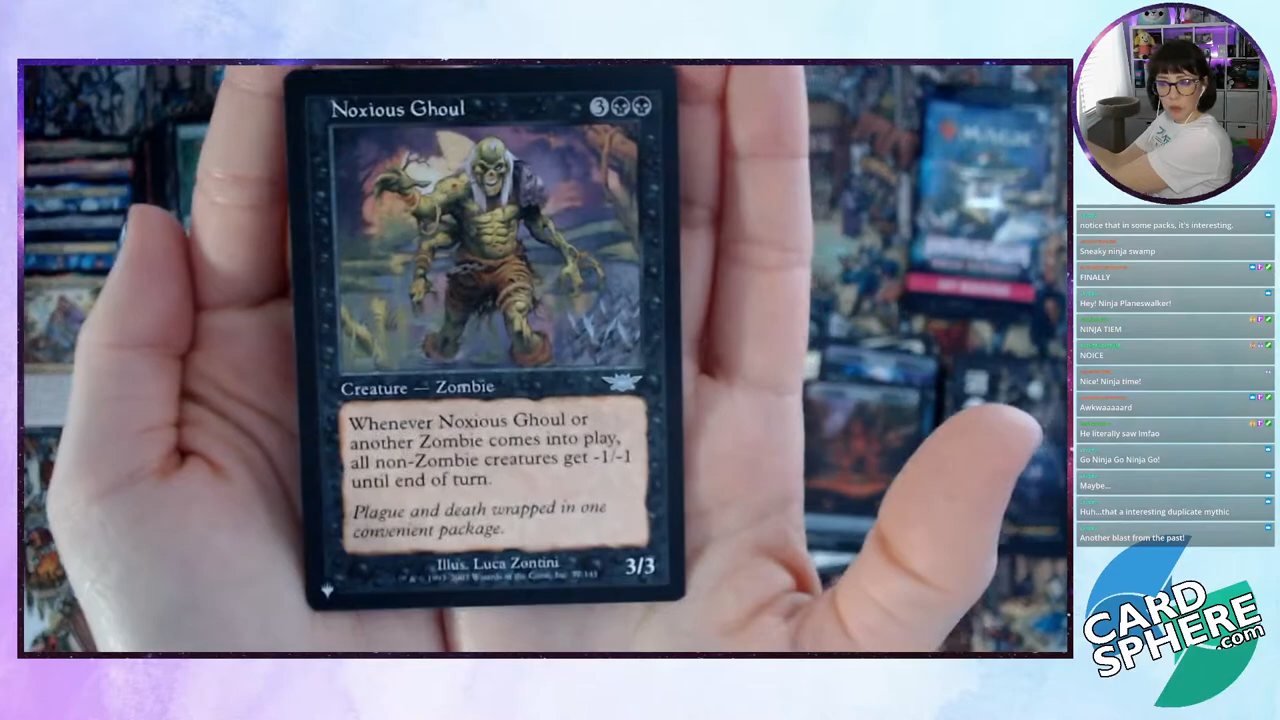 Noxious Ghoul
3
Creature — Zombie
Whenever Noxious Ghoul or
another Zombie comes into play,
all non-Zombie creatures get -1/-1
until end of turn.
Plague and death wrapped in one
convenient package.
Illus. Luca Zontini
3/3
MAGIC
notice that in some packs, it's interesting.
Sneaky ninja swamp
FINALLY
Hey! Ninja Planeswalker!
NINJA TIEM
NOICE
Nice! Ninja time!
Awkwaaaaard
He literally saw lmfao
Go Ninja Go Ninja Go!
Maybe...
Huh...that a interesting duplicate mythic
Another blast from the past!
CARD
SPHERE
.com